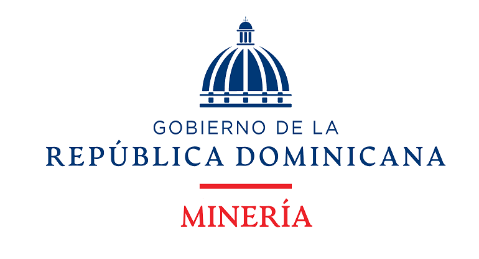 GOBIERNO DE LA
REPÚBLICA DOMINICANA
MINERÍA